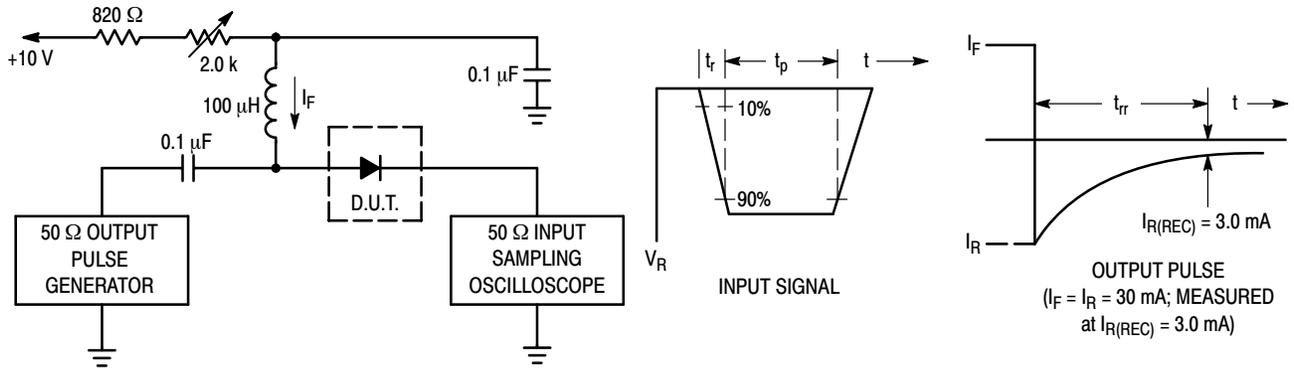 820 Ω
+10 V
2.0 k
0.1 μF
100 μH
I_F
0.1 μF
D.U.T.
50 Ω OUTPUT
PULSE
GENERATOR
50 Ω INPUT
SAMPLING
OSCILLOSCOPE
t_r
t_p
t
10%
90%
V_R
INPUT SIGNAL
I_F
t_rr
t
I_R(REC) = 3.0 mA
I_R
OUTPUT PULSE
(I_F = I_R = 30 mA; MEASURED
at I_R(REC) = 3.0 mA)